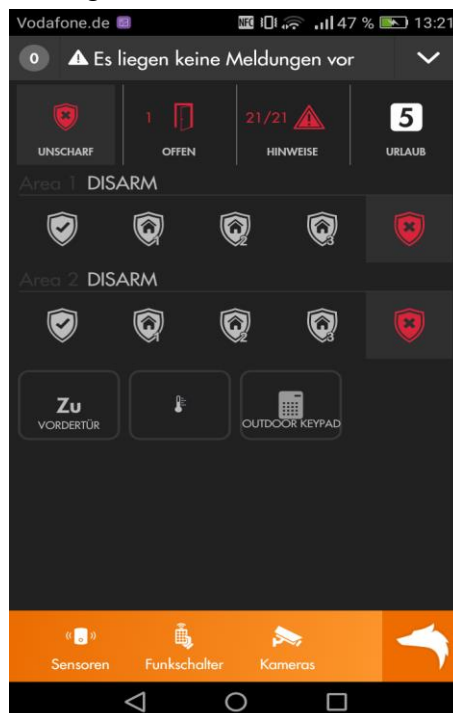 Vodafone.de NFC 47 % 13:21
0 Es liegen keine Meldungen vor
1 21/21 5
UNSCHARF OFFEN HINWEISE URLAUB
Area 1 DISARM
1 2 3
Area 2 DISARM
1 2 3
Zu
VORDERTÜR OUTDOOR KEYPAD
Sensoren Funkschalter Kameras